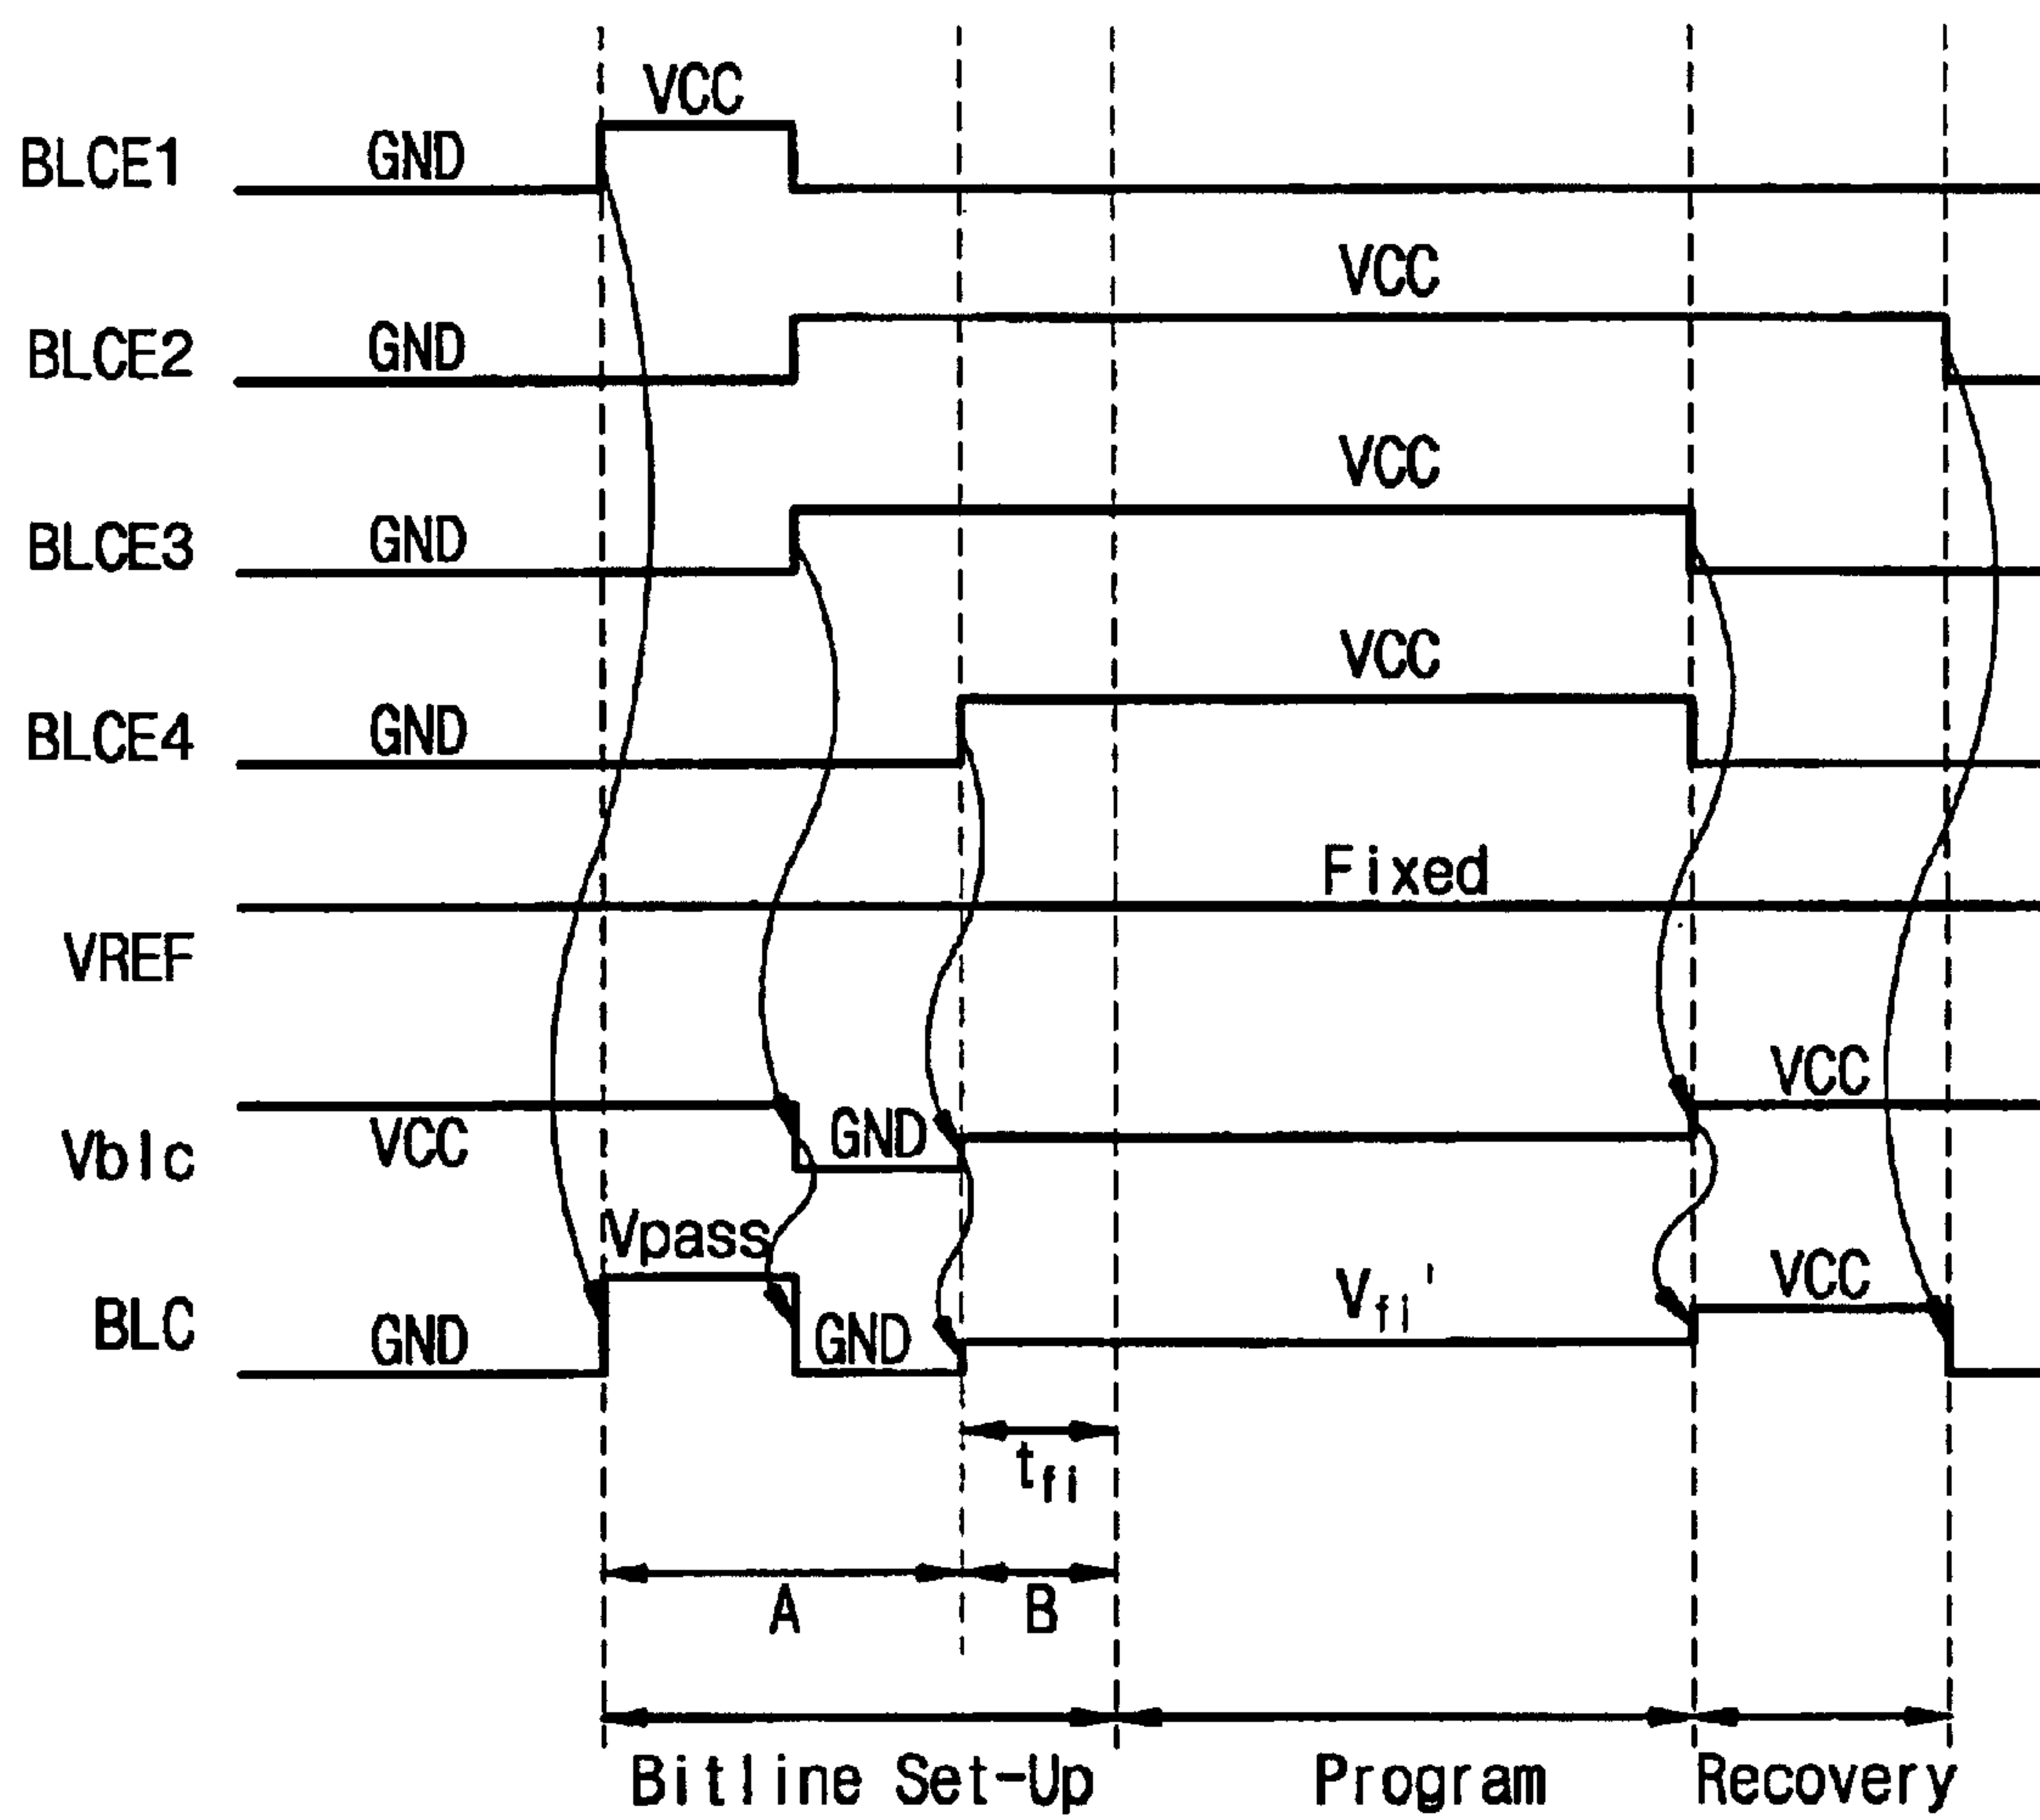 VCC
BLCE1 GND
VCC
BLCE2 GND
VCC
BLCE3 GND
VCC
BLCE4 GND
Fixed
VREF
VCC
Vblc VCC GND
Vpass
VCC
Vfi'
BLC GND GND
tfi
A B
Bitline Set-Up Program Recovery